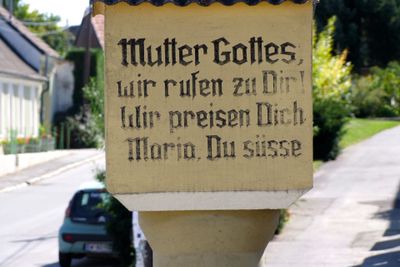 Mutter Gottes,
wir rufen zu Dir!
Wir preisen Dich
Maria, Du süsse